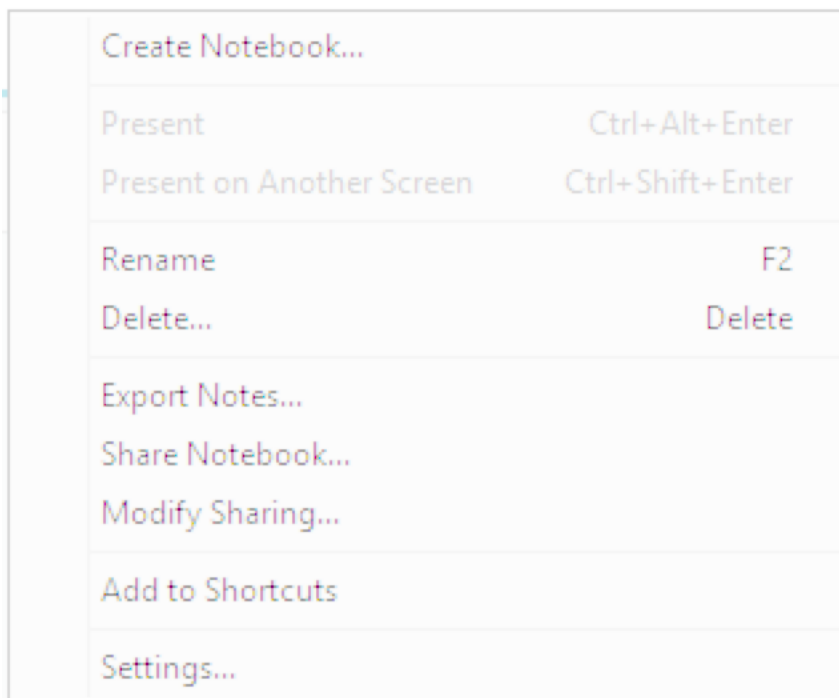 Create Notebook...
Present Ctrl+Alt+Enter
Present on Another Screen Ctrl+Shift+Enter
Rename F2
Delete... Delete
Export Notes...
Share Notebook...
Modify Sharing...
Add to Shortcuts
Settings...